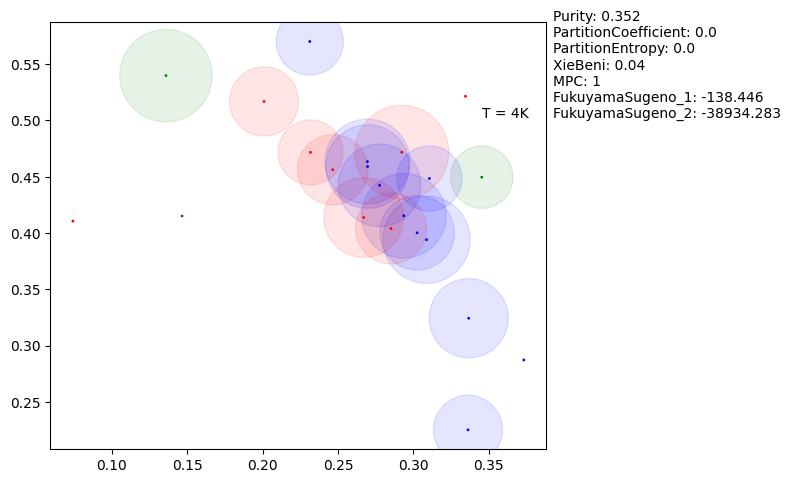 Purity: 0.352
PartitionCoefficient: 0.0
PartitionEntropy: 0.0
XieBeni: 0.04
MPC: 1
FukuyamaSugeno_1: -138.446
FukuyamaSugeno_2: -38934.283
T = 4K
0.55
0.50
0.45
0.40
0.35
0.30
0.25
0.10 0.15 0.20 0.25 0.30 0.35